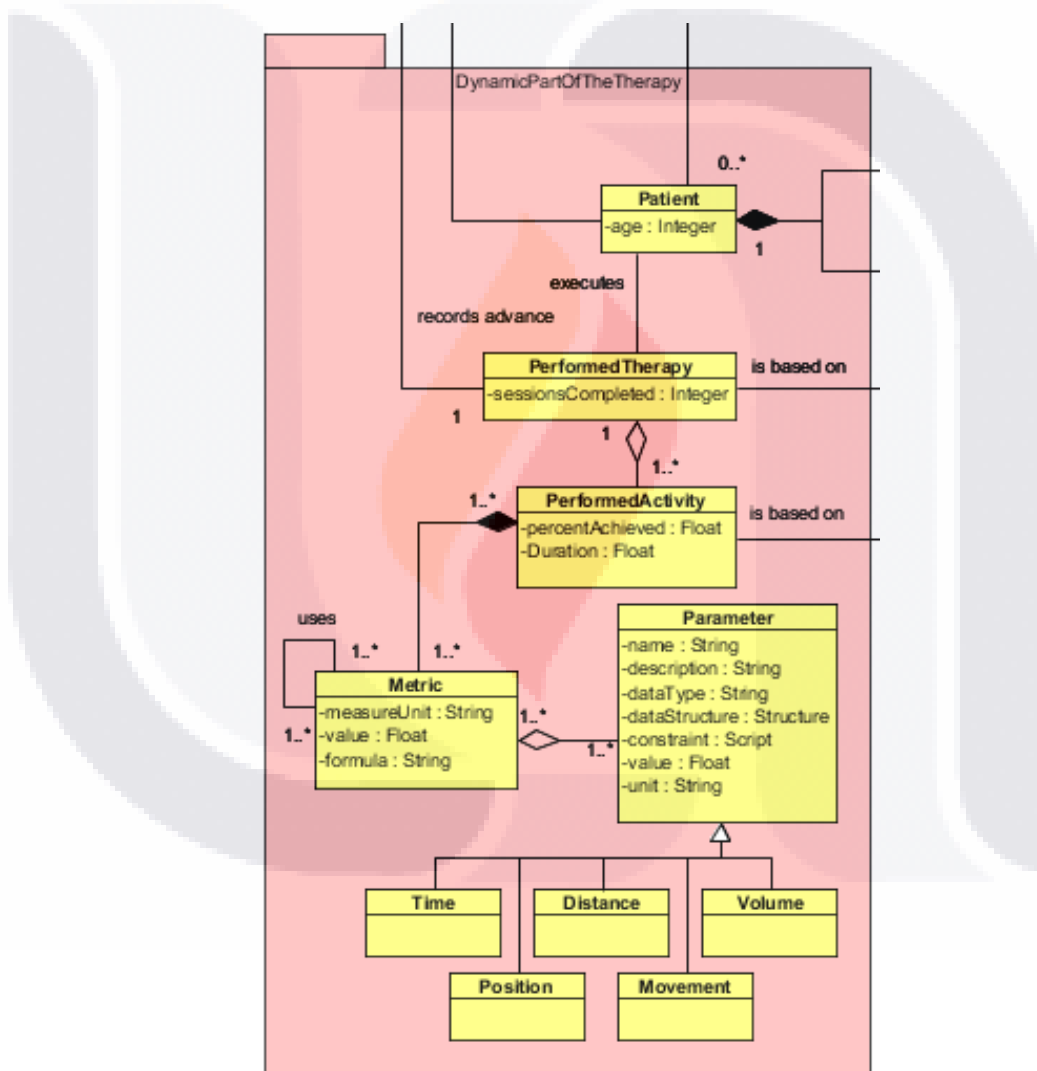 DynamicPartOfTheTherapy
0..*
Patient
-age : Integer
1
executes
records advance
PerformedTherapy
-sessionsCompleted : Integer
is based on
1
1
1..*
PerformedActivity
-percentAchieved : Float
-Duration : Float
1..*
is based on
uses
1..*
1..*
Metric
-measureUnit : String
-value : Float
-formula : String
1..*
1..*
1..*
Parameter
-name : String
-description : String
-dataType : String
-dataStructure : Structure
-constraint : Script
-value : Float
-unit : String
Time
Distance
Volume
Position
Movement